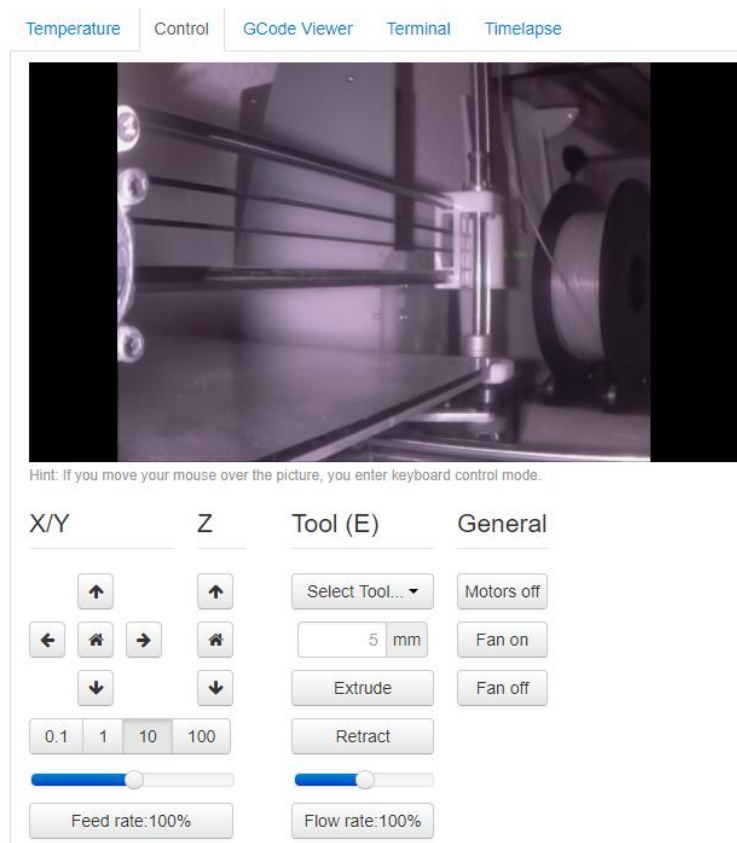 Temperature Control GCode Viewer Terminal Timelapse
Hint: If you move your mouse over the picture, you enter keyboard control mode.
X/Y Z Tool (E) General
Select Tool... Motors off
5 mm Fan on
Extrude Fan off
0.1 1 10 100 Retract
Feed rate:100% Flow rate:100%